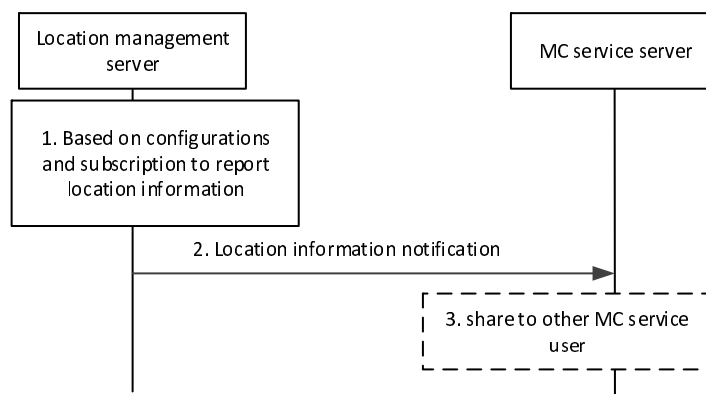 Location management
server
MC service server
1. Based on configurations
and subscription to report
location information
2. Location information notification
3. share to other MC service
user